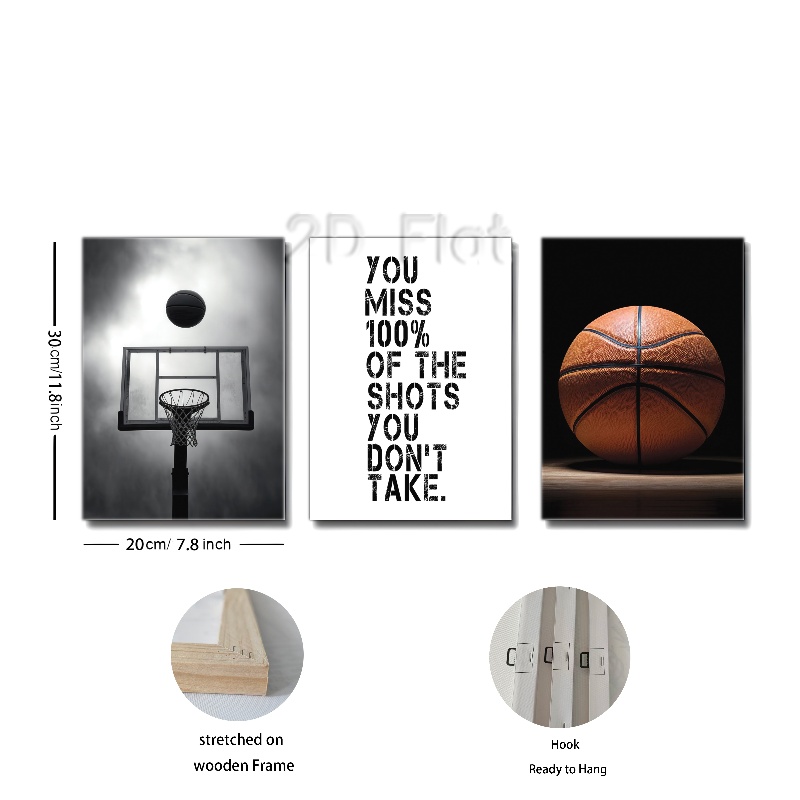 2D Flat
YOU
MISS
100%
OF THE
SHOTS
YOU
DON'T
TAKE.
30cm/11.8inch
20cm/ 7.8 inch
stretched on
wooden Frame
Hook
Ready to Hang